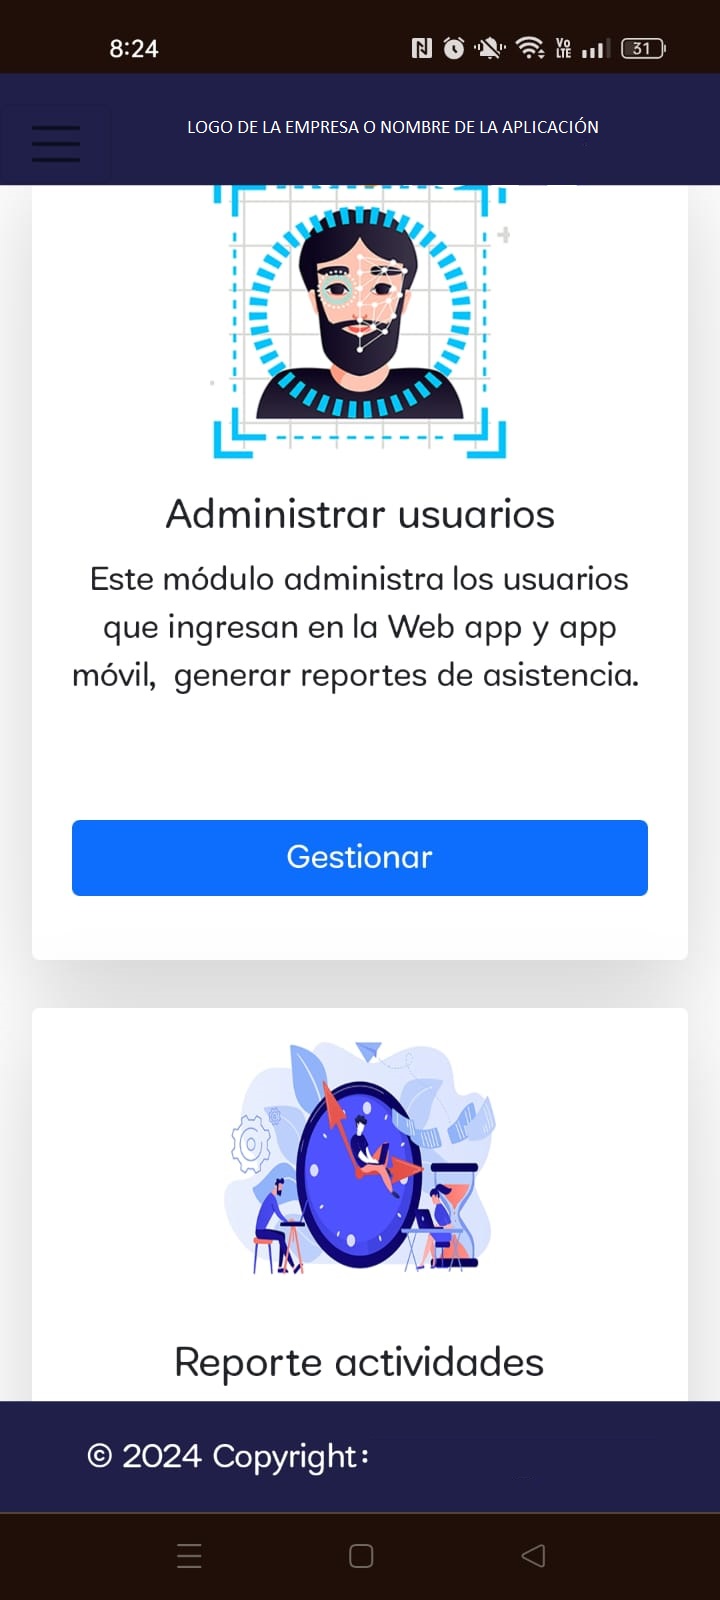 8:24
Vo
LTE
31
LOGO DE LA EMPRESA O NOMBRE DE LA APLICACIÓN
Administrar usuarios
Este módulo administra los usuarios
que ingresan en la Web app y app
móvil,  generar reportes de asistencia.
Gestionar
Reporte actividades
© 2024 Copyright: